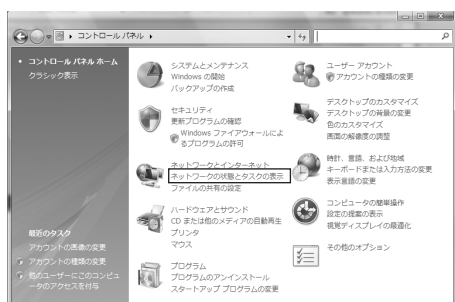 コントロール パネル
コントロール パネル ホーム
クラシック表示
システムとメンテナンス
Windows の開始
バックアップの作成
セキュリティ
更新プログラムの確認
Windows ファイアウォールによ
るプログラムの許可
ネットワークとインターネット
ネットワークの状態とタスクの表示
ファイルの共有の設定
ハードウェアとサウンド
CD または他のメディアの自動再生
プリンタ
マウス
プログラム
プログラムのアンインストール
スタートアップ プログラムの変更
ユーザー アカウント
アカウントの種類の変更
デスクトップのカスタマイズ
デスクトップの背景の変更
色のカスタマイズ
画面の解像度の調整
時計、言語、および地域
キーボードまたは入力方法の変更
表示言語の変更
コンピュータの簡単操作
設定の提案の表示
視覚ディスプレイの最適化
その他のオプション
最近のタスク
アカウントの画像の変更
アカウントの種類の変更
他のユーザーにこのコンピュ
ータのアクセスを付与